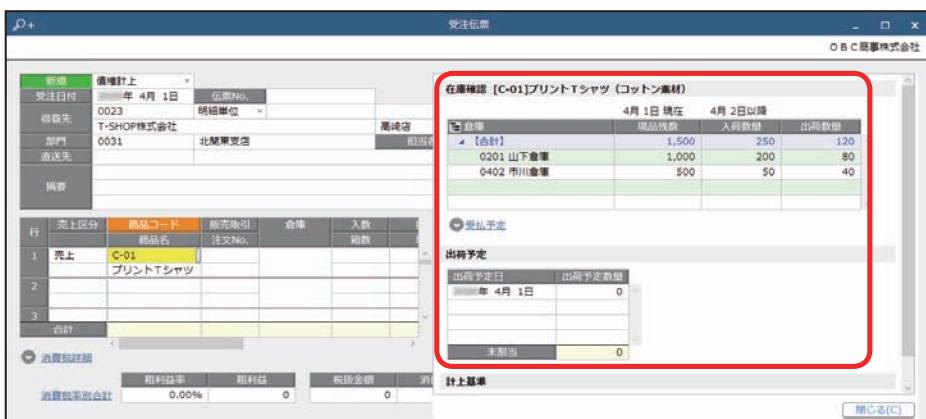 受注伝票
OBC商事株式会社
新規 債権計上
受注日付 年 4月 1日 伝票No.
得意先 0023 明細単位
T-SHOP株式会社 高崎店
部門 0031 北関東支店 担当者
直送先
摘要
行 売上区分 商品コード 販売取引 倉庫 入数
商品名 注文No. 箱数
1 売上 C-01
プリントTシャツ
2
3
合計
消費税詳細
粗利益率 粗利益 税抜金額
消費税率別合計 0.00% 0 0
在庫確認 [C-01]プリントTシャツ (コットン素材)
4月 1日 現在 4月 2日以降
倉庫 現品残数 入荷数量 出荷数量
【合計】 1,500 250 120
0201 山下倉庫 1,000 200 80
0402 市川倉庫 500 50 40
受払予定
出荷予定
出荷予定日 出荷予定数量
年 4月 1日 0
未割当 0
計上基準
閉じる(C)